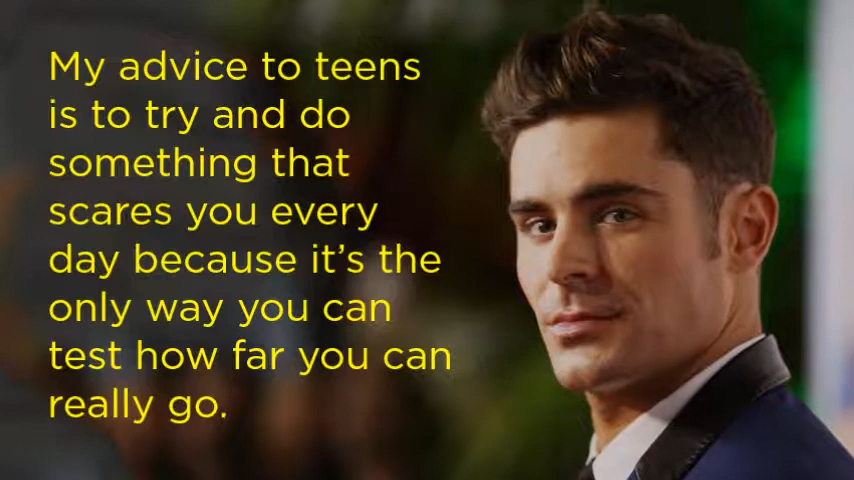 My advice to teens
is to try and do
something that
scares you every
day because it’s the
only way you can
test how far you can
really go.